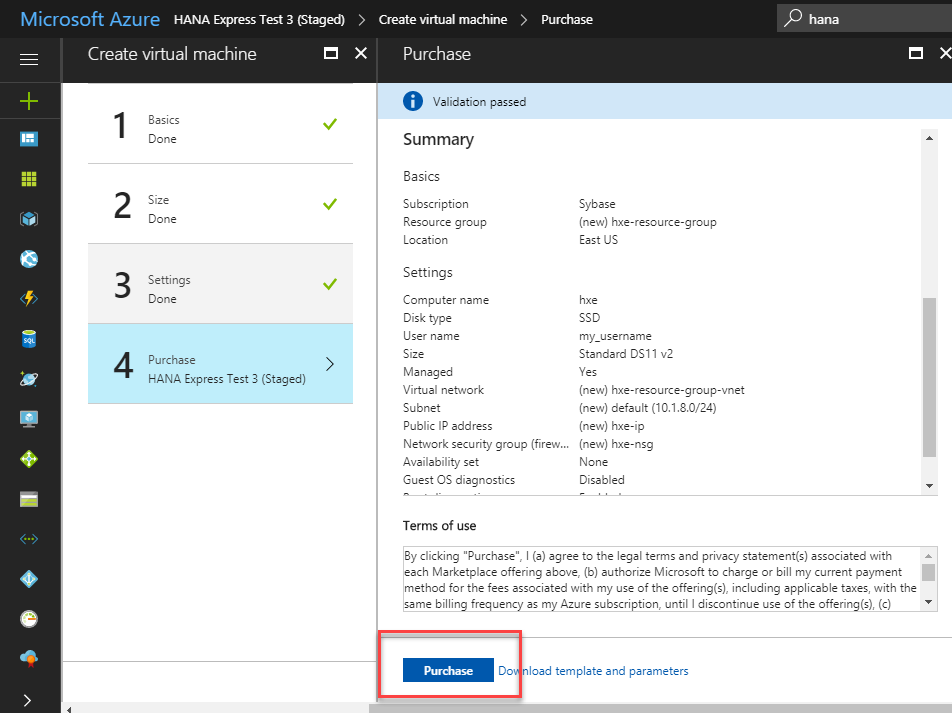 Microsoft Azure HANA Express Test 3 (Staged) > Create virtual machine > Purchase
hana
Create virtual machine
1 Basics
Done
2 Size
Done
3 Settings
Done
4 Purchase
HANA Express Test 3 (Staged)
Purchase
Validation passed
Summary
Basics
Subscription Sybase
Resource group (new) hxe-resource-group
Location East US
Settings
Computer name hxe
Disk type SSD
User name my_username
Size Standard DS11 v2
Managed Yes
Virtual network (new) hxe-resource-group-vnet
Subnet (new) default (10.1.8.0/24)
Public IP address (new) hxe-ip
Network security group (firew... (new) hxe-nsg
Availability set None
Guest OS diagnostics Disabled
Terms of use
By clicking "Purchase", I (a) agree to the legal terms and privacy statement(s) associated with
each Marketplace offering above, (b) authorize Microsoft to charge or bill my current payment
method for the fees associated with my use of the offering(s), including applicable taxes, with the
same billing frequency as my Azure subscription, until I discontinue use of the offering(s), (c)
Purchase Download template and parameters
SQL